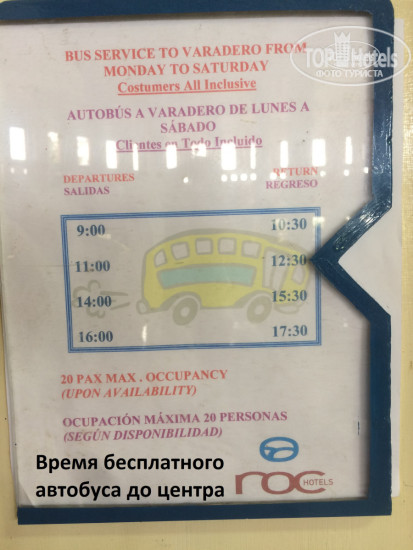 TopHotels
ФОТО ТУРИСТА
BUS SERVICE TO VARADERO FROM
MONDAY TO SATURDAY
Costumers All Inclusive
AUTOBÚS A VARADERO DE LUNES A
SÁBADO
Clientes en Todo Incluido
DEPARTURES RETURN
SALIDAS REGRESO
9:00 10:30
11:00 12:30
14:00 15:30
16:00 17:30
20 PAX MAX . OCCUPANCY
(UPON AVAILABILITY)
OCUPACIÓN MÁXIMA 20 PERSONAS
(SEGÚN DISPONIBILIDAD)
Время бесплатного
автобуса до центра
roc HOTELS